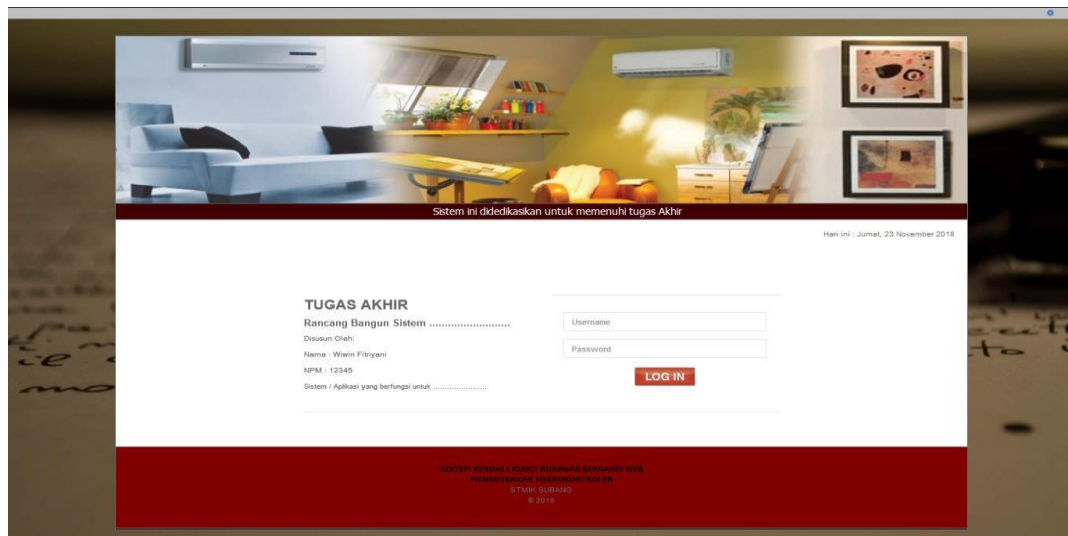 Sistem ini didedikasikan untuk memenuhi tugas Akhir
Hari ini : Jumat, 23 November 2018
TUGAS AKHIR
Rancang Bangun Sistem ..........................
Disusun Oleh:
Nama : Wiwin Fitriyani
NPM : 12345
Sistem / Aplikasi yang berfungsi untuk ......................
Username
Password
LOG IN
SISTEM KENDALI KUNCI RUANGAN BERBASIS WEB
MENGGUNAKAN MIKROKONTROLER
STMIK SUBANG
© 2018